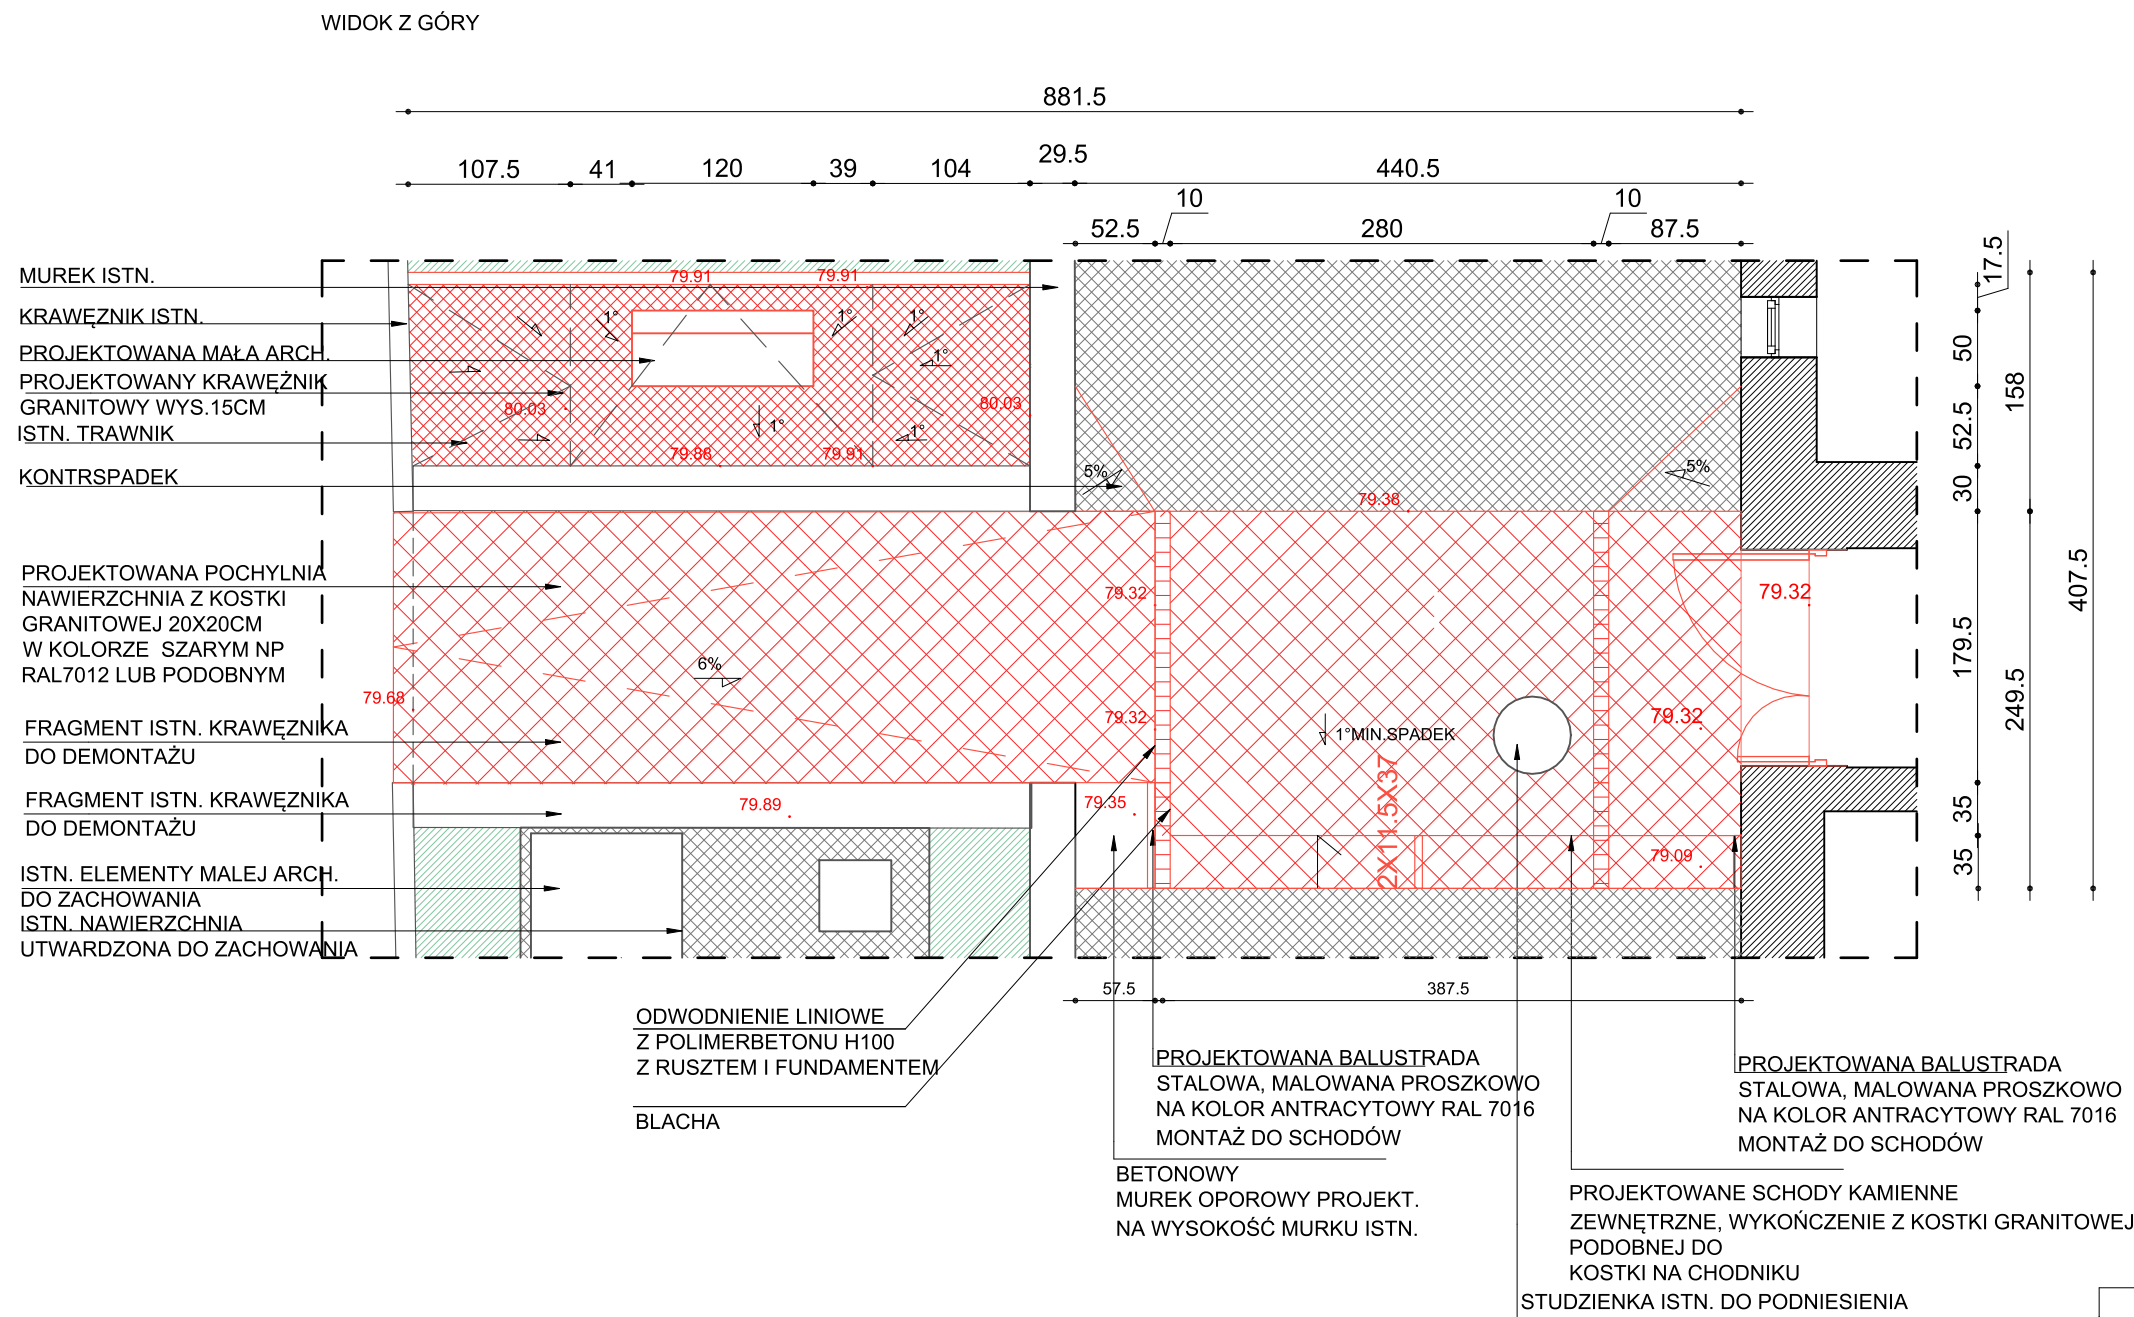 WIDOK Z GÓRY
881.5
107.5
41
120
39
104
29.5
440.5
10
10
52.5
280
87.5
17.5
50
158
52.5
30
407.5
179.5
249.5
35
35
MUREK ISTN.
KRAWĘZNIK ISTN.
PROJEKTOWANA MAŁA ARCH.
PROJEKTOWANY KRAWĘŻNIK
GRANITOWY WYS.15CM
ISTN. TRAWNIK
KONTRSPADEK
PROJEKTOWANA POCHYLNIA
NAWIERZCHNIA Z KOSTKI
GRANITOWEJ 20X20CM
W KOLORZE SZARYM NP
RAL7012 LUB PODOBNYM
FRAGMENT ISTN. KRAWĘZNIKA
DO DEMONTAŻU
FRAGMENT ISTN. KRAWĘZNIKA
DO DEMONTAŻU
ISTN. ELEMENTY MALEJ ARCH.
DO ZACHOWANIA
ISTN. NAWIERZCHNIA
UTWARDZONA DO ZACHOWANIA
79.91
79.91
1°
1°
1°
1°
80.03
80.03
1°
1°
79.88
79.91
5%
5%
79.38
79.32
79.32
6%
79.68
79.32
79.32
1°MIN.SPADEK
2X11.5X37
79.89
79.35
79.09
57.5
387.5
ODWODNIENIE LINIOWE
Z POLIMERBETONU H100
Z RUSZTEM I FUNDAMENTEM
BLACHA
PROJEKTOWANA BALUSTRADA
STALOWA, MALOWANA PROSZKOWO
NA KOLOR ANTRACYTOWY RAL 7016
MONTAŻ DO SCHODÓW
PROJEKTOWANA BALUSTRADA
STALOWA, MALOWANA PROSZKOWO
NA KOLOR ANTRACYTOWY RAL 7016
MONTAŻ DO SCHODÓW
BETONOWY
MUREK OPOROWY PROJEKT.
NA WYSOKOŚĆ MURKU ISTN.
PROJEKTOWANE SCHODY KAMIENNE
ZEWNĘTRZNE, WYKOŃCZENIE Z KOSTKI GRANITOWEJ
PODOBNEJ DO
KOSTKI NA CHODNIKU
STUDZIENKA ISTN. DO PODNIESIENIA